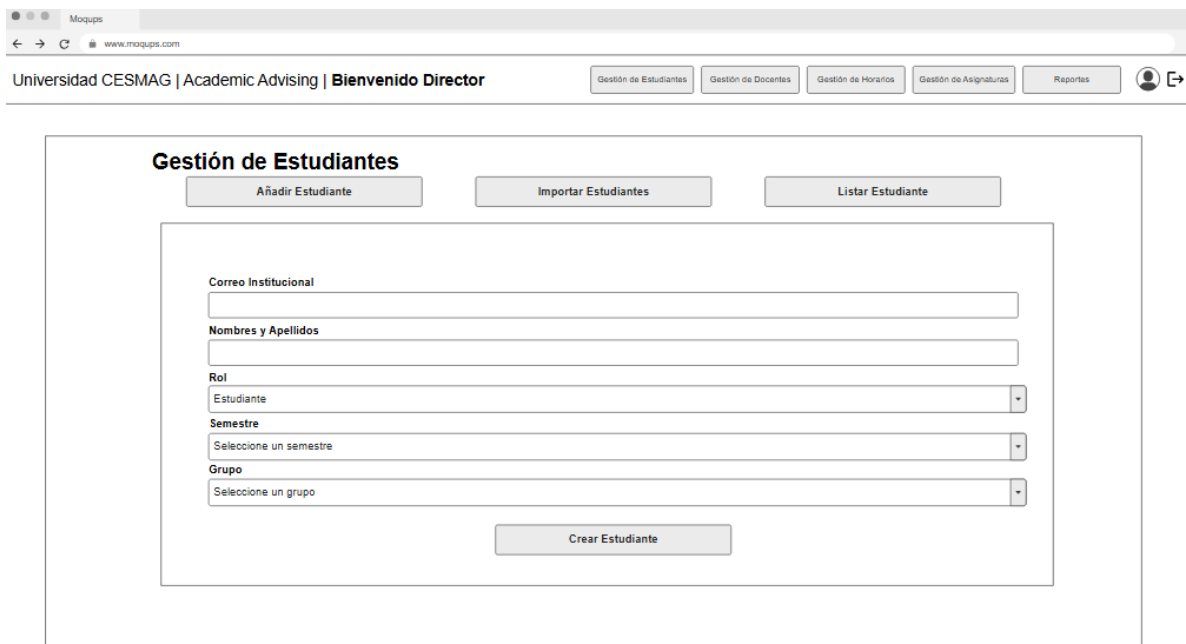 Moqups
www.moqups.com
Universidad CESMAG | Academic Advising | Bienvenido Director
Gestión de Estudiantes
Gestión de Docentes
Gestión de Horarios
Gestión de Asignaturas
Reportes
Gestión de Estudiantes
Añadir Estudiante
Importar Estudiantes
Listar Estudiante
Correo Institucional
Nombres y Apellidos
Rol
Estudiante
Semestre
Seleccione un semestre
Grupo
Seleccione un grupo
Crear Estudiante